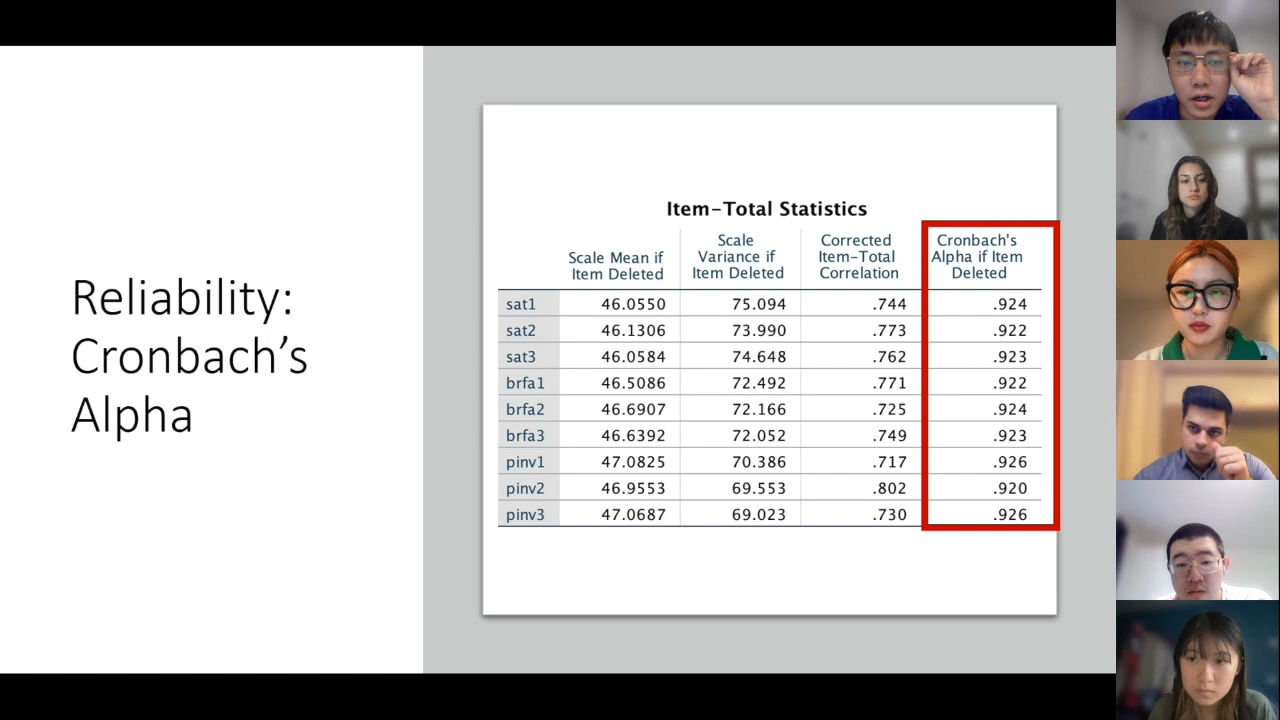 Reliability:
Cronbach’s
Alpha
Item-Total Statistics
Scale Mean if Item Deleted Scale Variance if Item Deleted Corrected Item-Total Correlation Cronbach's Alpha if Item Deleted
sat1 46.0550 75.094 .744 .924
sat2 46.1306 73.990 .773 .922
sat3 46.0584 74.648 .762 .923
brfa1 46.5086 72.492 .771 .922
brfa2 46.6907 72.166 .725 .924
brfa3 46.6392 72.052 .749 .923
pinv1 47.0825 70.386 .717 .926
pinv2 46.9553 69.553 .802 .920
pinv3 47.0687 69.023 .730 .926